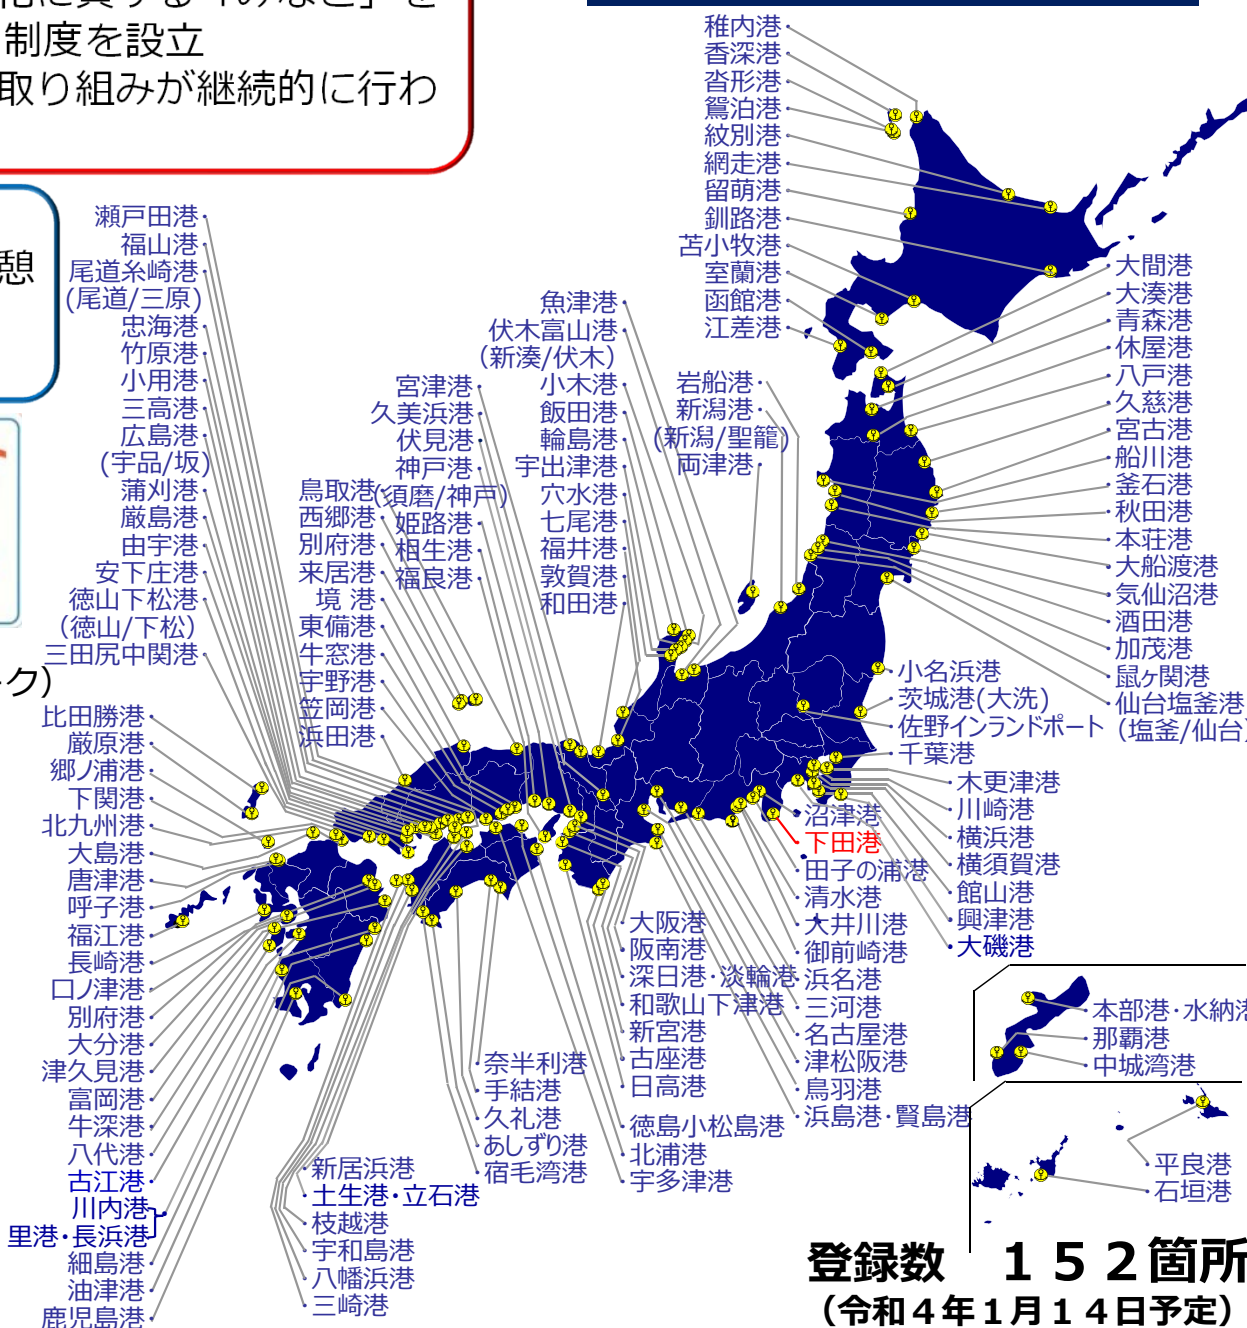 化に資する「みなと」を
制度を設立
取り組みが継続的に行わ
憩
ーク）
稚内港
香深港
沓形港
鴛泊港
紋別港
網走港
留萌港
釧路港
苫小牧港
室蘭港
函館港
江差港
大間港
大湊港
青森港
休屋港
八戸港
久慈港
宮古港
船川港
釜石港
秋田港
本荘港
大船渡港
気仙沼港
酒田港
加茂港
鼠ヶ関港
仙台塩釜港
(塩釜/仙台)
瀬戸田港
福山港
尾道糸崎港
(尾道/三原)
忠海港
竹原港
小用港
三高港
広島港
(宇品/坂)
蒲刈港
厳島港
由宇港
安下庄港
徳山下松港
(徳山/下松)
三田尻中関港
鳥取港
西郷港
別府港
来居港
境 港
東備港
牛窓港
宇野港
笠岡港
浜田港
宮津港
久美浜港
伏見港
神戸港
(須磨/神戸)
姫路港
相生港
福良港
魚津港
伏木富山港
(新湊/伏木)
小木港
飯田港
輪島港
宇出津港
穴水港
七尾港
福井港
敦賀港
和田港
岩船港
新潟港
(新潟/聖籠)
両津港
小名浜港
茨城港(大洗)
佐野インランドポート
千葉港
木更津港
川崎港
横浜港
横須賀港
館山港
興津港
大磯港
沼津港
下田港
田子の浦港
清水港
大井川港
御前崎港
浜名港
三河港
名古屋港
津松阪港
鳥羽港
浜島港・賢島港
大阪港
阪南港
深日港・淡輪港
和歌山下津港
新宮港
古座港
日高港
徳島小松島港
北浦港
宇多津港
奈半利港
手結港
久礼港
あしずり港
宿毛湾港
新居浜港
土生港・立石港
枝越港
宇和島港
八幡浜港
三崎港
比田勝港
厳原港
郷ノ浦港
下関港
北九州港
大島港
唐津港
呼子港
福江港
長崎港
口ノ津港
別府港
大分港
津久見港
富岡港
牛深港
八代港
古江港
川内港
里港・長浜港
細島港
油津港
鹿児島港
本部港・水納港
那覇港
中城湾港
平良港
石垣港
登録数　１５２箇所
（令和４年１月１４日予定）